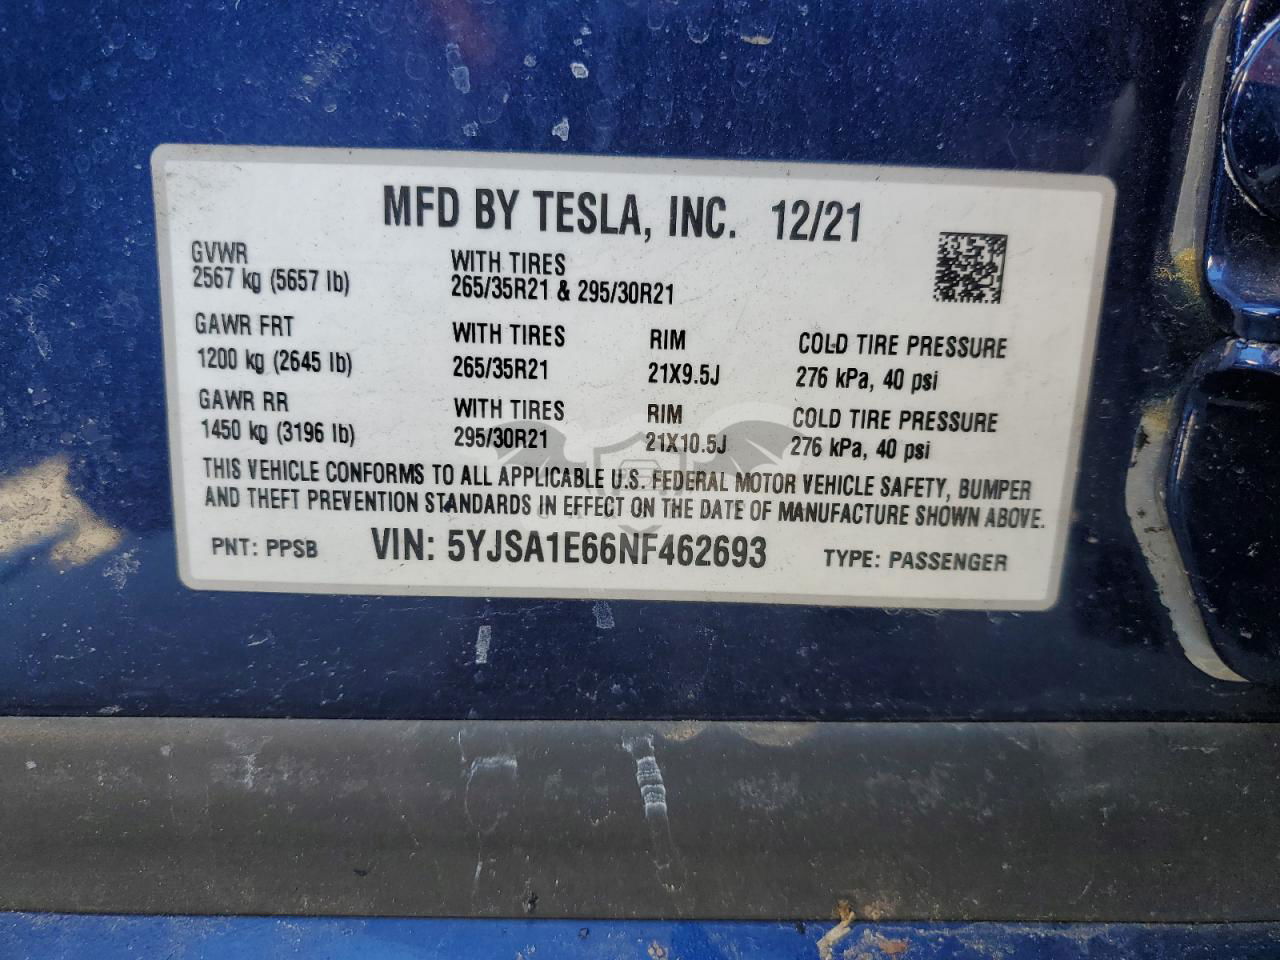 MFD BY TESLA, INC. 12/21
GVWR
2567 kg (5657 lb)
WITH TIRES
265/35R21 & 295/30R21
GAWR FRT
1200 kg (2645 lb)
WITH TIRES
265/35R21
RIM
21X9.5J
COLD TIRE PRESSURE
276 kPa, 40 psi
GAWR RR
1450 kg (3196 lb)
WITH TIRES
295/30R21
RIM
21X10.5J
COLD TIRE PRESSURE
276 kPa, 40 psi
THIS VEHICLE CONFORMS TO ALL APPLICABLE U.S. FEDERAL MOTOR VEHICLE SAFETY, BUMPER
AND THEFT PREVENTION STANDARDS IN EFFECT ON THE DATE OF MANUFACTURE SHOWN ABOVE.
PNT: PPSB VIN: 5YJSA1E66NF462693 TYPE: PASSENGER